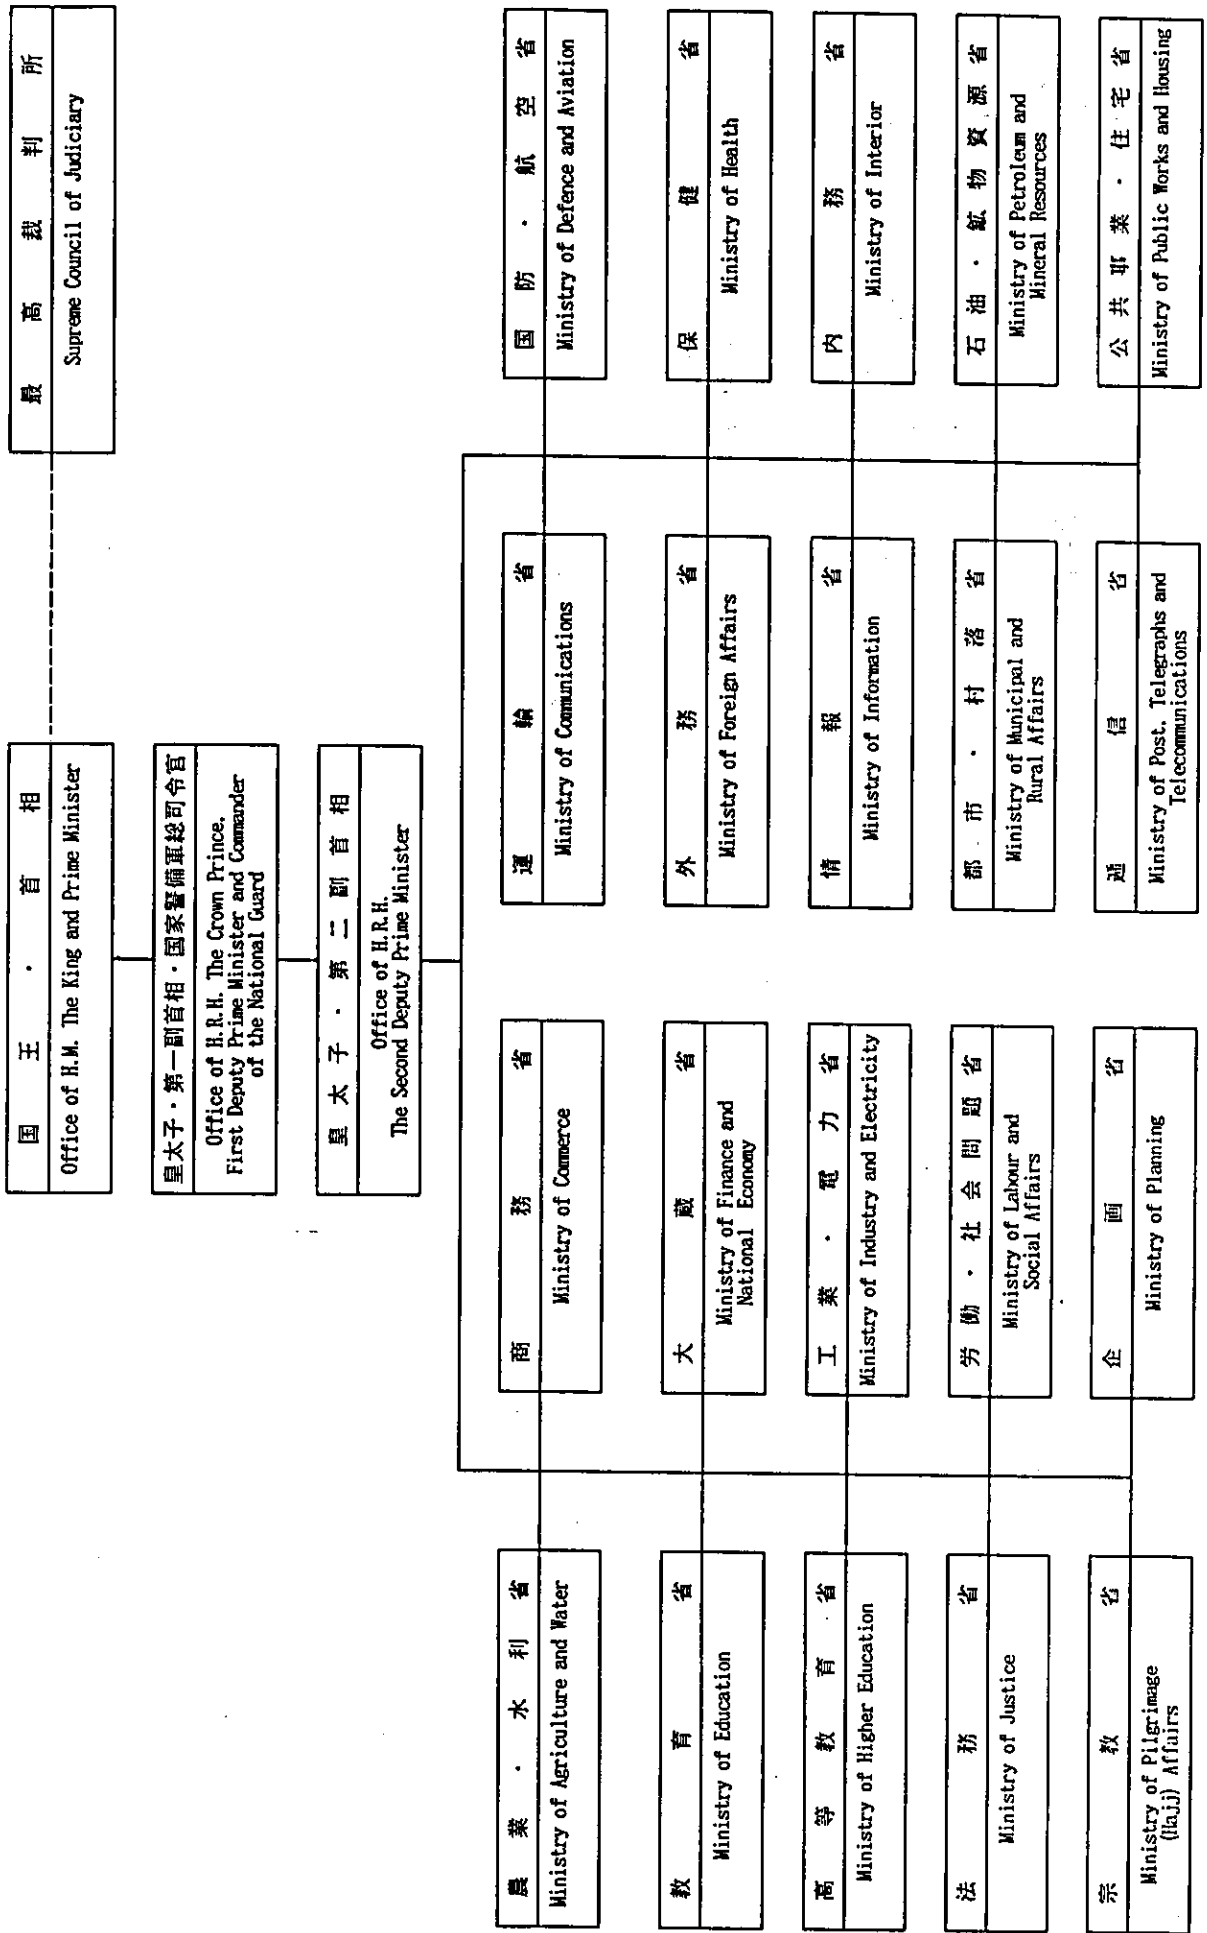 最高裁判所
Supreme Council of Judiciary
国王・首相
Office of H.M. The King and Prime Minister
皇太子・第一副首相・国家警備軍総司令官
Office of H.R.H. The Crown Prince.
First Deputy Prime Minister and Commander
of the National Guard
皇太子・第二副首相
Office of H.R.H.
The Second Deputy Prime Minister
農業・水利省
Ministry of Agriculture and Water
商務省
Ministry of Commerce
運輸省
Ministry of Communications
国防・航空省
Ministry of Defence and Aviation
教育省
Ministry of Education
大蔵省
Ministry of Finance and
National Economy
外務省
Ministry of Foreign Affairs
保健省
Ministry of Health
高等教育省
Ministry of Higher Education
工業・電力省
Ministry of Industry and Electricity
情報省
Ministry of Information
内務省
Ministry of Interior
法務省
Ministry of Justice
労働・社会問題省
Ministry of Labour and
Social Affairs
都市・村落省
Ministry of Municipal and
Rural Affairs
石油・鉱物資源省
Ministry of Petroleum and
Mineral Resources
宗教省
Ministry of Pilgrimage
(Hajj) Affairs
企画省
Ministry of Planning
逓信省
Ministry of Post. Telegraphs and
Telecommunications
公共事業・住宅省
Ministry of Public Works and Housing